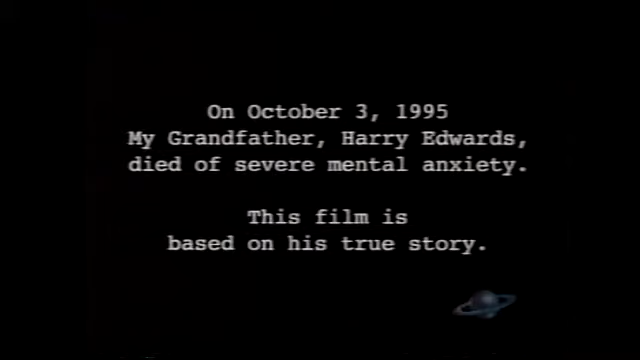 On October 3, 1995
My Grandfather, Harry Edwards,
died of severe mental anxiety.
This film is
based on his true story.